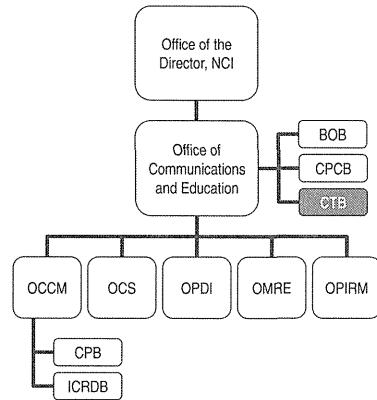 Office of the
Director, NCI
Office of
Communications
and Education
BOB
CPCB
CTB
OCCM
OCS
OPDI
OMRE
OPIRM
CPB
ICRDB